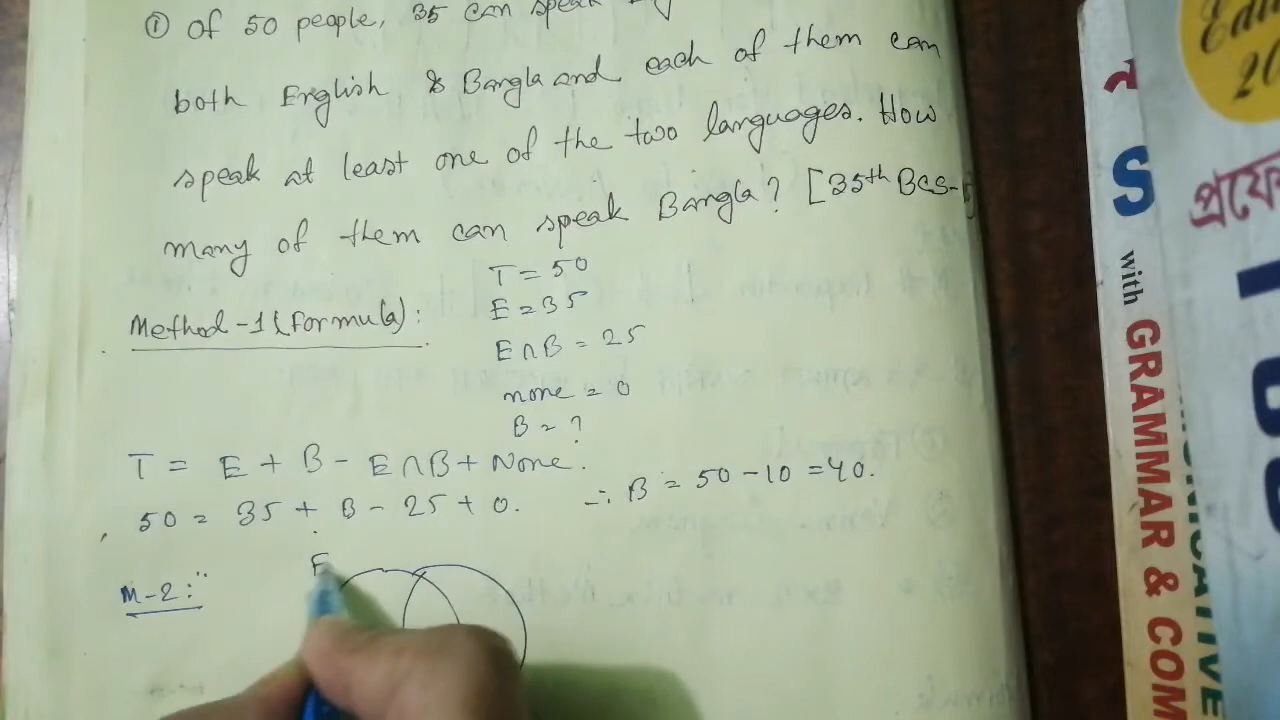 ① Of 50 people, 35 can speak
both English & Bangla and each of them can
speak at least one of the two languages. How
many of them can speak Bangla? [35th BCS-
T = 50
Method-1 (Formula):
E = 35
E ∩ B = 25
none = 0
B = ?
T = E + B - E ∩ B + None.
50 = 35 + B - 25 + 0. ∴ B = 50 - 10 = 40.
M-2:
E
S with GRAMMAR & COM
প্রফে